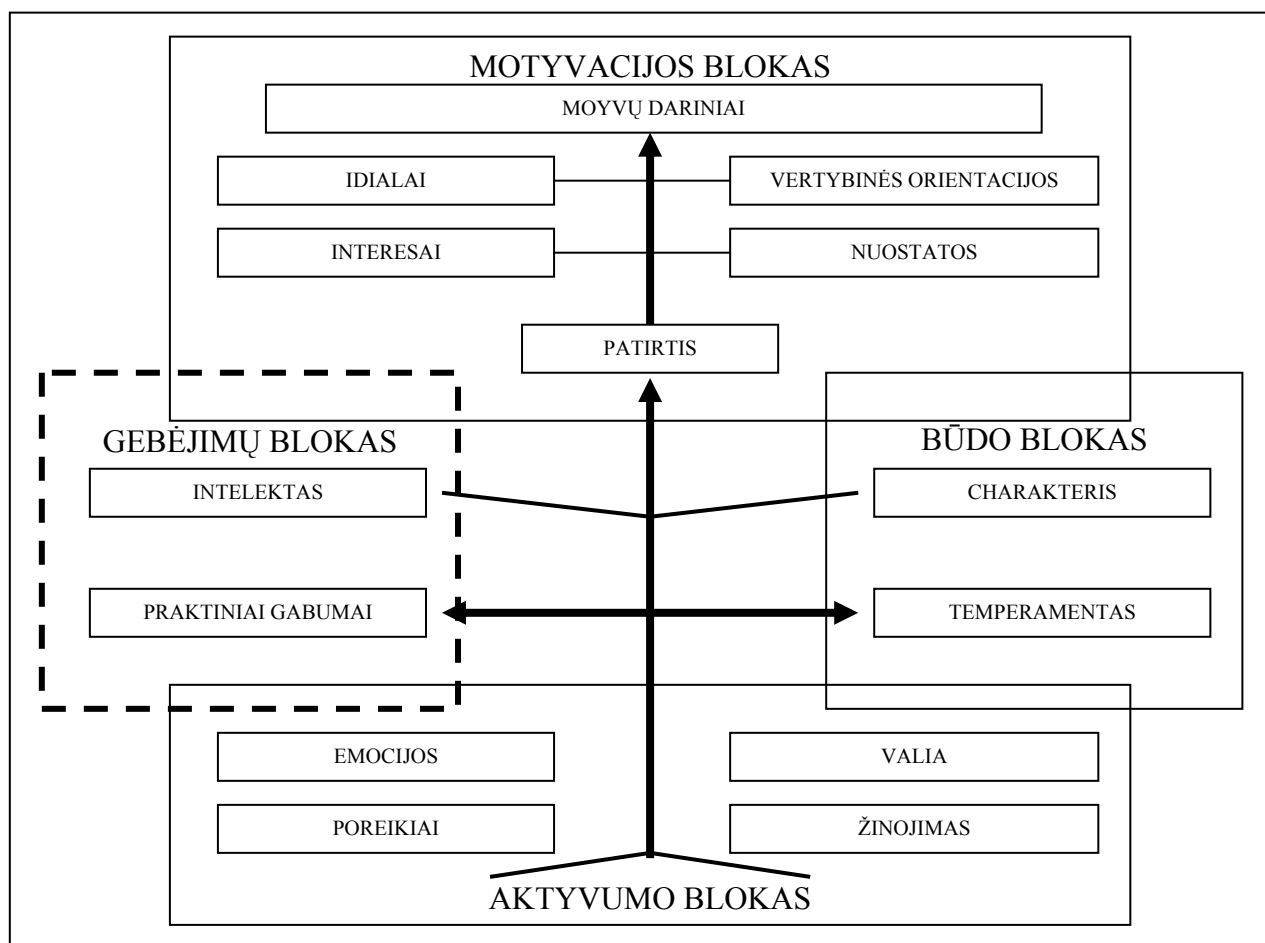 MOTYVACIJOS BLOKAS
MOYVŲ DARINIAI
IDIALAI
VERTYBINĖS ORIENTACIJOS
INTERESAI
NUOSTATOS
PATIRTIS
GEBĖJIMŲ BLOKAS
BŪDO BLOKAS
INTELEKTAS
CHARAKTERIS
PRAKTINIAI GABUMAI
TEMPERAMENTAS
EMOCIJOS
VALIA
POREIKIAI
ŽINOJIMAS
AKTYVUMO BLOKAS